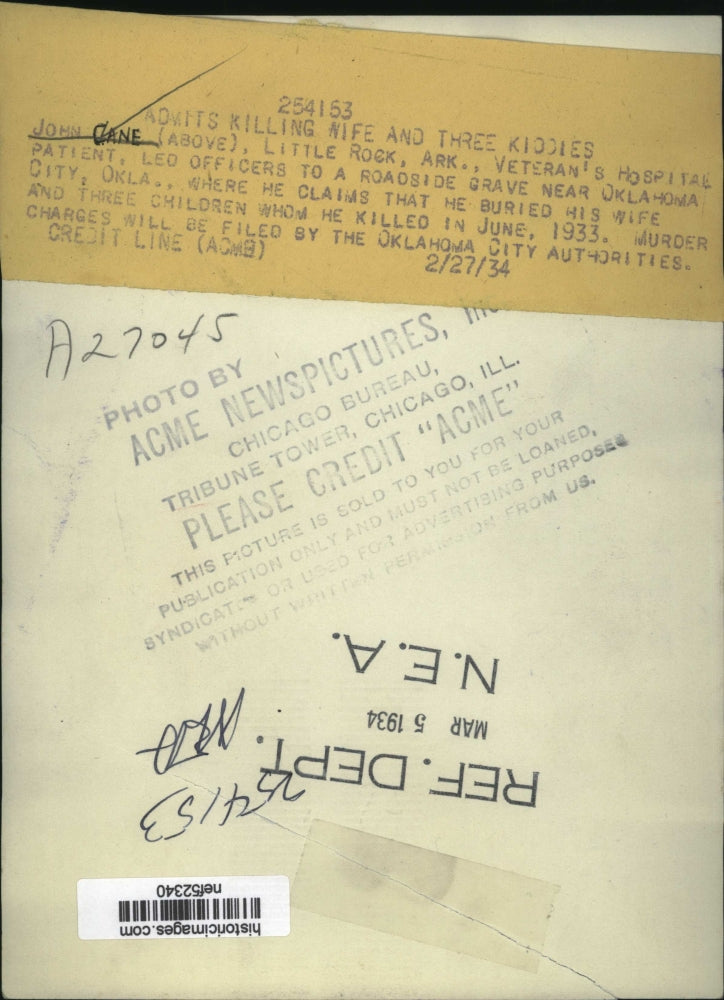 254153
ADMITS KILLING WIFE AND THREE KIDDIES
JOHN CANE (ABOVE), LITTLE ROCK, ARK., VETERAN'S HOSPITAL
PATIENT, LED OFFICERS TO A ROADSIDE GRAVE NEAR OKLAHOMA
CITY, OKLA., WHERE HE CLAIMS THAT HE BURIED HIS WIFE
AND THREE CHILDREN WHOM HE KILLED IN JUNE, 1933. MURDER
CHARGES WILL BE FILED BY THE OKLAHOMA CITY AUTHORITIES.
CREDIT LINE (ACME)
2/27/34
A27045
PHOTO BY
ACME NEWSPICTURES, INC.
CHICAGO BUREAU,
TRIBUNE TOWER, CHICAGO, ILL.
PLEASE CREDIT "ACME"
THIS PICTURE IS SOLD TO YOU FOR YOUR
PUBLICATION ONLY AND MUST NOT BE LOANED,
SYNDICATED OR USED FOR ADVERTISING PURPOSES
WITHOUT WRITTEN PERMISSION FROM US.
N.E.A.
MAR 5 1934
REF. DEPT.
254153
historicimages.com
nef52340